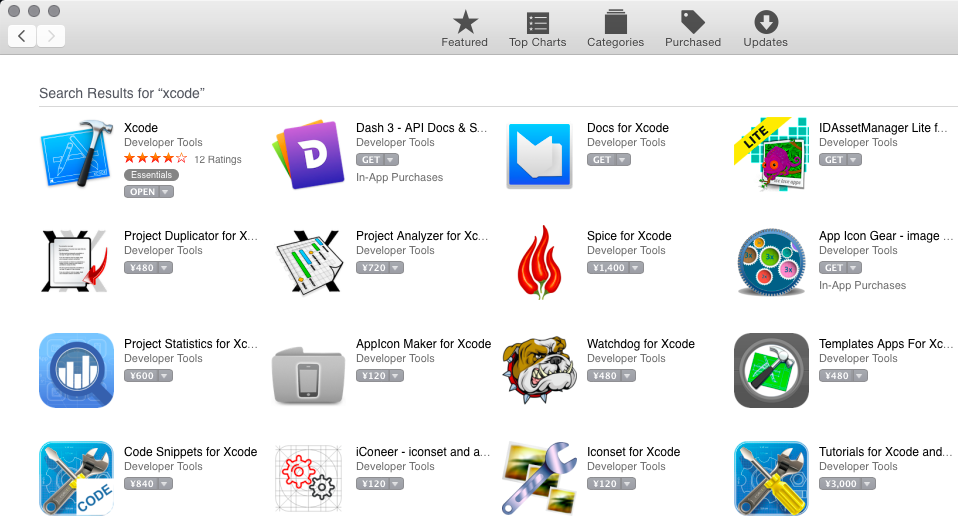 Featured
Top Charts
Categories
Purchased
Updates
Search Results for “xcode”
Xcode
Developer Tools
12 Ratings
Essentials
OPEN
Dash 3 - API Docs & S...
Developer Tools
GET
In-App Purchases
Docs for Xcode
Developer Tools
GET
LITE
IDAssetManager Lite f...
Developer Tools
GET
Project Duplicator for X...
Developer Tools
¥480
Project Analyzer for Xc...
Developer Tools
¥720
Spice for Xcode
Developer Tools
¥1,400
3x
3x
App Icon Gear - image ...
Developer Tools
GET
In-App Purchases
Project Statistics for Xc...
Developer Tools
¥600
AppIcon Maker for Xcode
Developer Tools
¥120
Watchdog for Xcode
Developer Tools
¥480
Templates Apps For Xc...
Developer Tools
¥480
CODE
Code Snippets for Xcode
Developer Tools
¥840
iConeer - iconset and a...
Developer Tools
¥120
Iconset for Xcode
Developer Tools
¥120
Tutorials for Xcode and...
Developer Tools
¥3,000